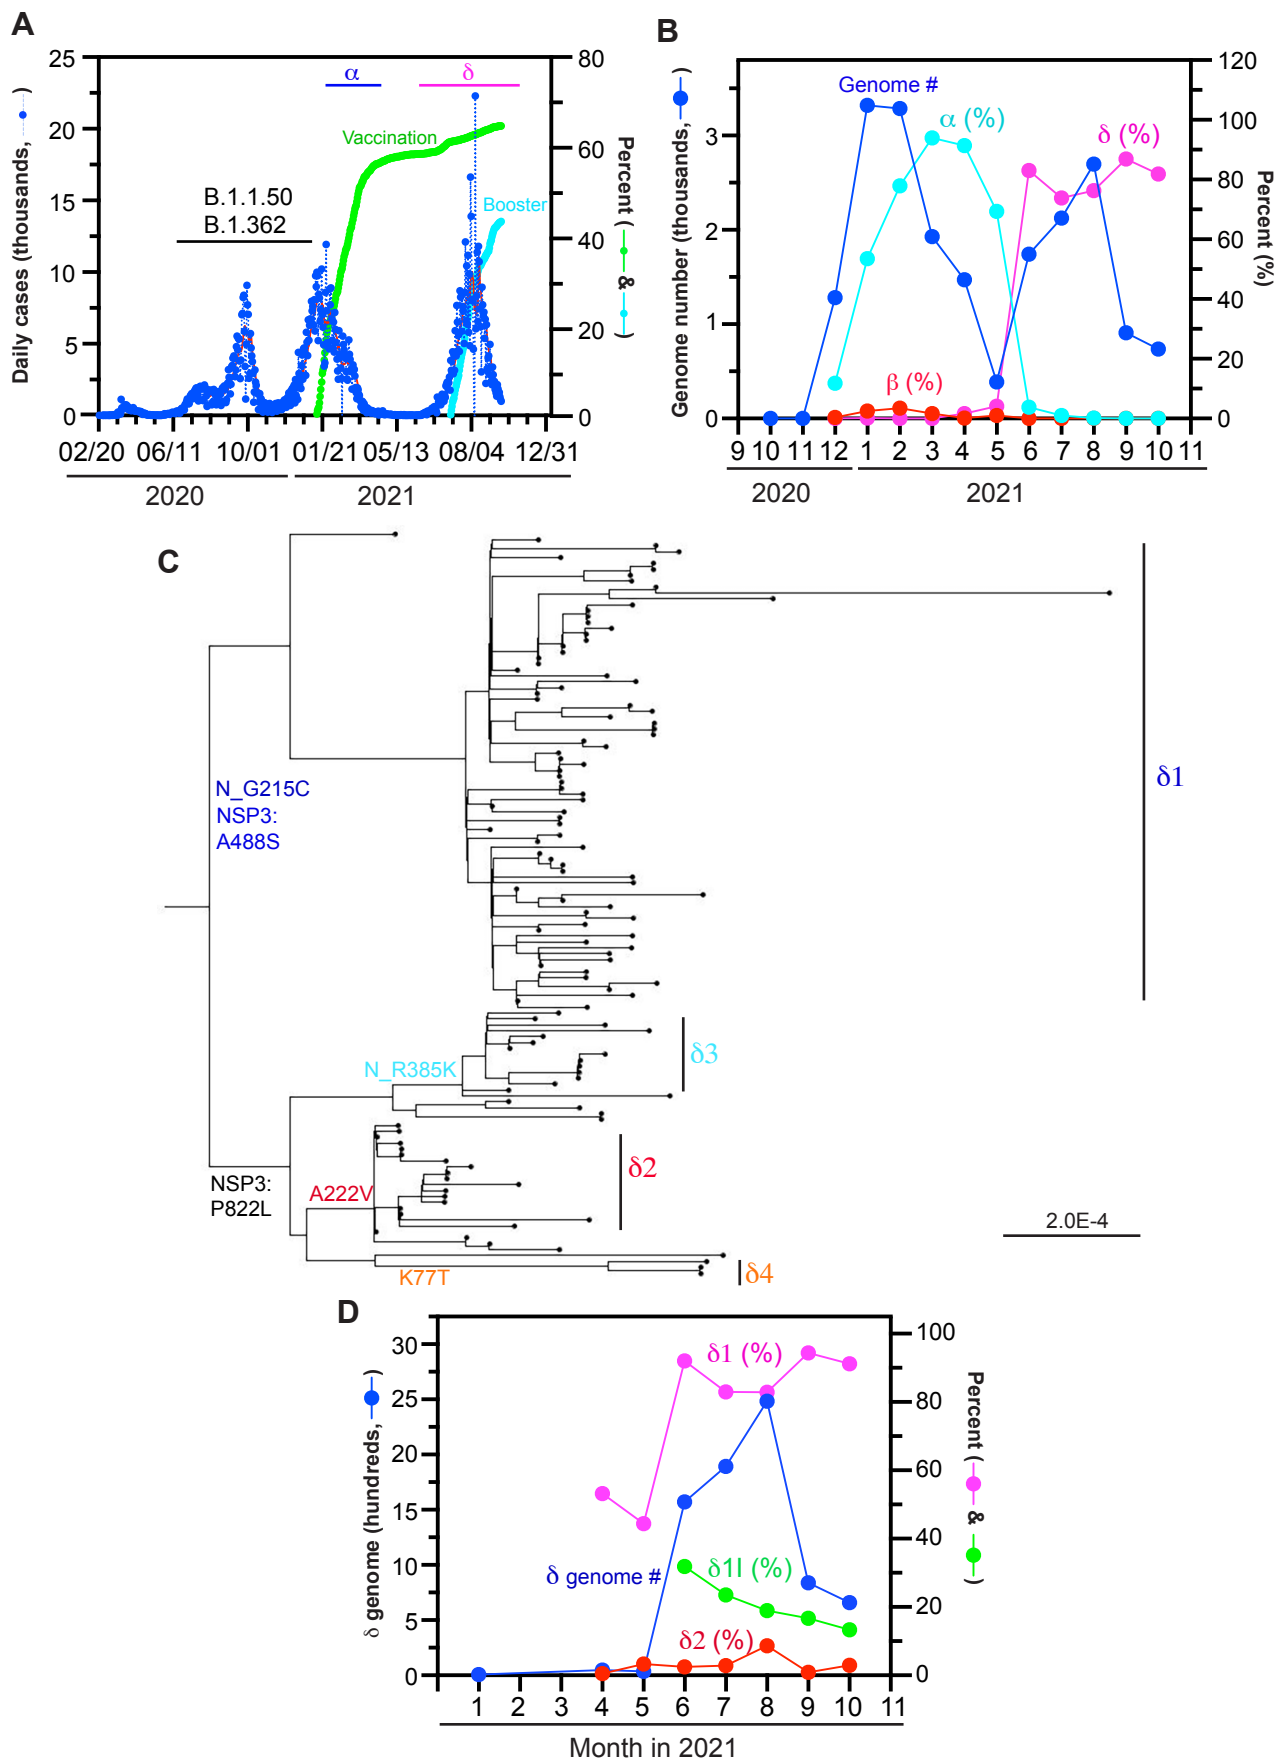 A
25
20
15
10
5
0
Daily cases (thousands, )
80
60
40
20
0
Percent ( & )
α
δ
Vaccination
B.1.1.50
B.1.362
Booster
02/20 06/11 10/01 01/21 05/13 08/04 12/31
2020 2021
B
3
2
1
0
Genome number (thousands, )
120
100
80
60
40
20
0
Percent (%)
Genome #
α (%)
δ (%)
β (%)
9 10 11 12 1 2 3 4 5 6 7 8 9 10 11
2020 2021
C
N_G215C
NSP3:
A488S
δ1
N_R385K
δ3
NSP3:
P822L
A222V
δ2
2.0E-4
K77T
δ4
D
30
25
20
15
10
5
0
δ genome (hundreds, )
100
80
60
40
20
0
Percent ( & )
δ1 (%)
δ genome #
δ1I (%)
δ2 (%)
1 2 3 4 5 6 7 8 9 10 11
Month in 2021